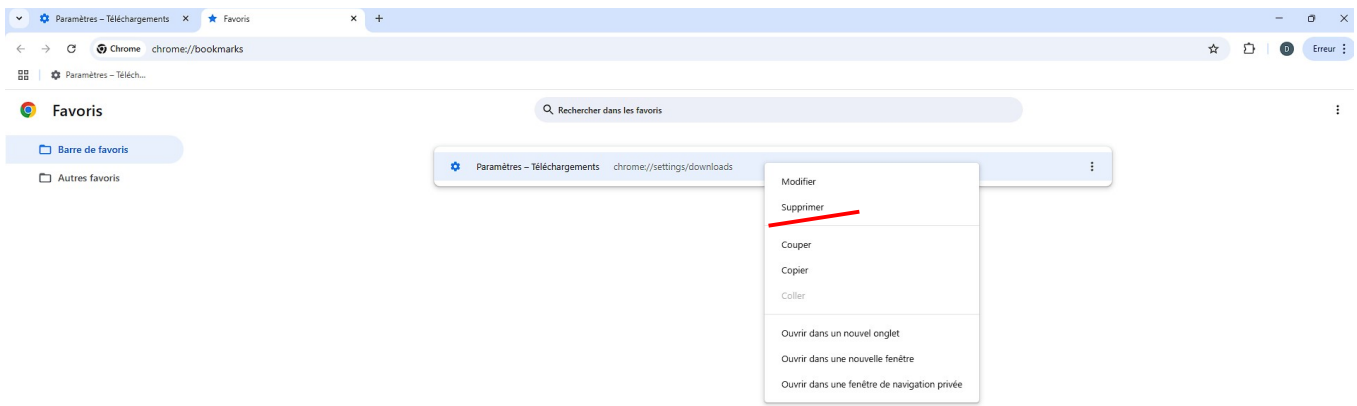 Paramètres – Téléchargements
Favoris
Chrome
chrome://bookmarks
D
Erreur
Paramètres – Téléch...
Favoris
Rechercher dans les favoris
Barre de favoris
Autres favoris
Paramètres – Téléchargements chrome://settings/downloads
Modifier
Supprimer
Couper
Copier
Coller
Ouvrir dans un nouvel onglet
Ouvrir dans une nouvelle fenêtre
Ouvrir dans une fenêtre de navigation privée